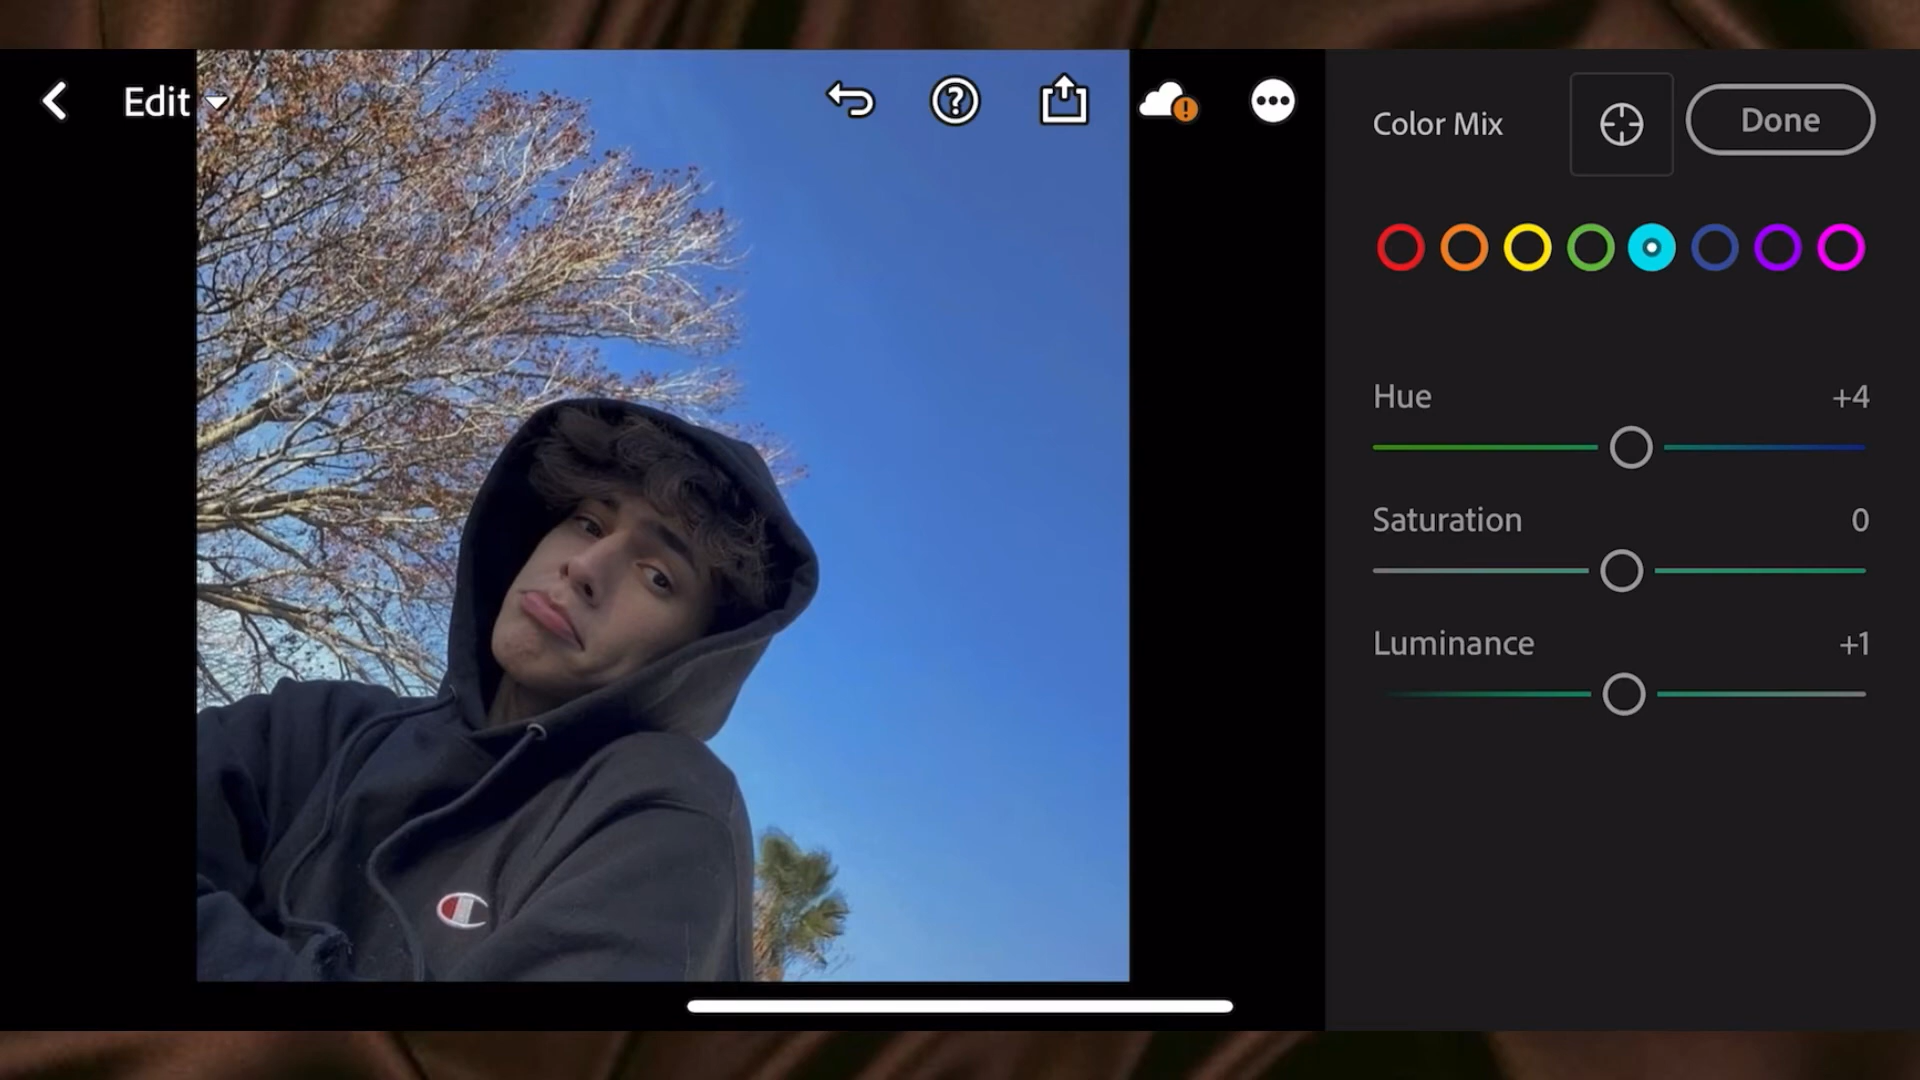 Edit
Color Mix
Done
Hue +4
Saturation 0
Luminance +1